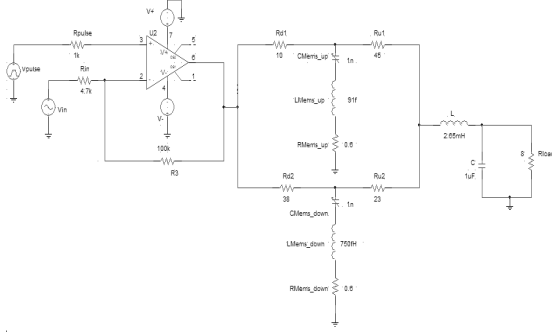 V+
Rpulse
3
U2
7
5
1k
V+
6
Vpulse
Rin
2
V-
1
4.7k
4
Vin
V-
100k
R3
Rd1
10
Ru1
45
CMems_up
1n
LMems_up
91f
RMems_up
0.6
L
2.65mH
C
1uF
8
Rload
Rd2
38
Ru2
23
CMems_down
1n
LMems_down
750fH
RMems_down
0.6